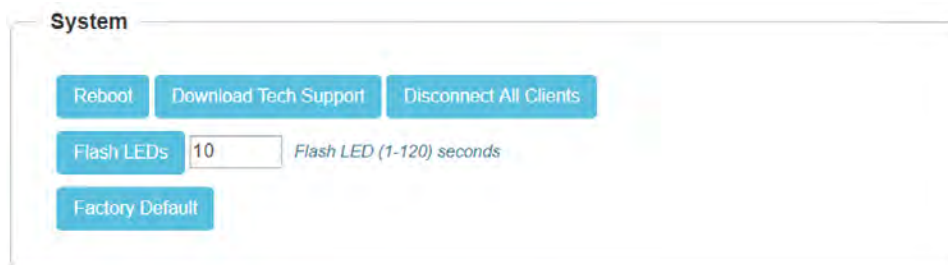 System
Reboot Download Tech Support Disconnect All Clients
Flash LEDs 10 Flash LED (1-120) seconds
Factory Default